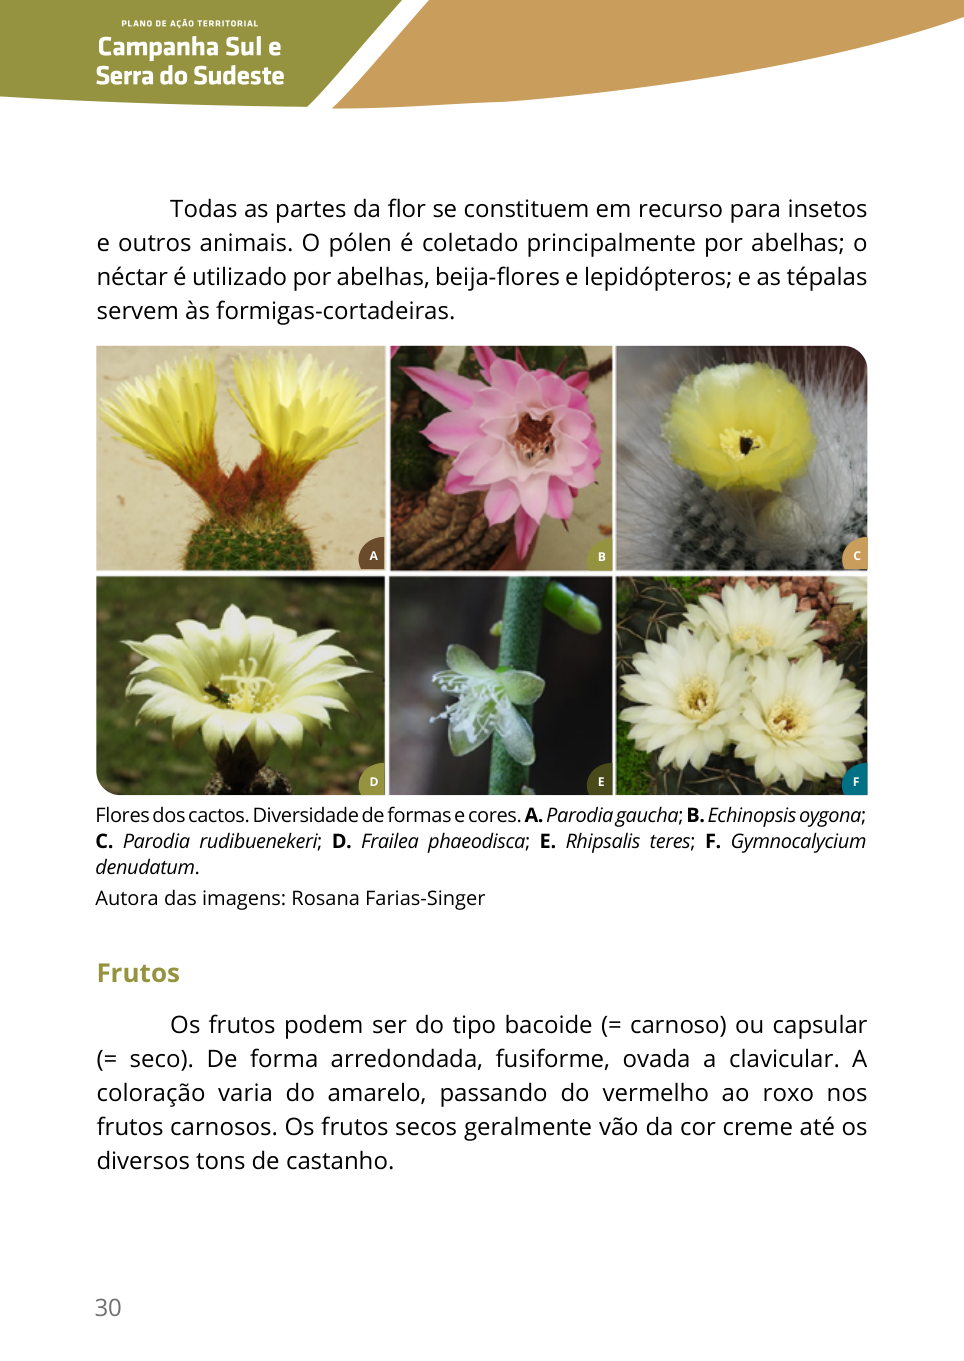 PLANO DE AÇÃO TERRITORIAL
Campanha Sul e
Serra do Sudeste
Todas as partes da flor se constituem em recurso para insetos
e outros animais. O pólen é coletado principalmente por abelhas; o
néctar é utilizado por abelhas, beija-flores e lepidópteros; e as tépalas
servem às formigas-cortadeiras.
A
B
C
D
E
F
Flores dos cactos. Diversidade de formas e cores. A. Parodia gaucha; B. Echinopsis oygona;
C. Parodia rudibuenekeri; D. Frailea phaeodisca; E. Rhipsalis teres; F. Gymnocalycium
denudatum.
Autora das imagens: Rosana Farias-Singer
Frutos
Os frutos podem ser do tipo bacoide (= carnoso) ou capsular
(= seco). De forma arredondada, fusiforme, ovada a clavicular. A
coloração varia do amarelo, passando do vermelho ao roxo nos
frutos carnosos. Os frutos secos geralmente vão da cor creme até os
diversos tons de castanho.
30